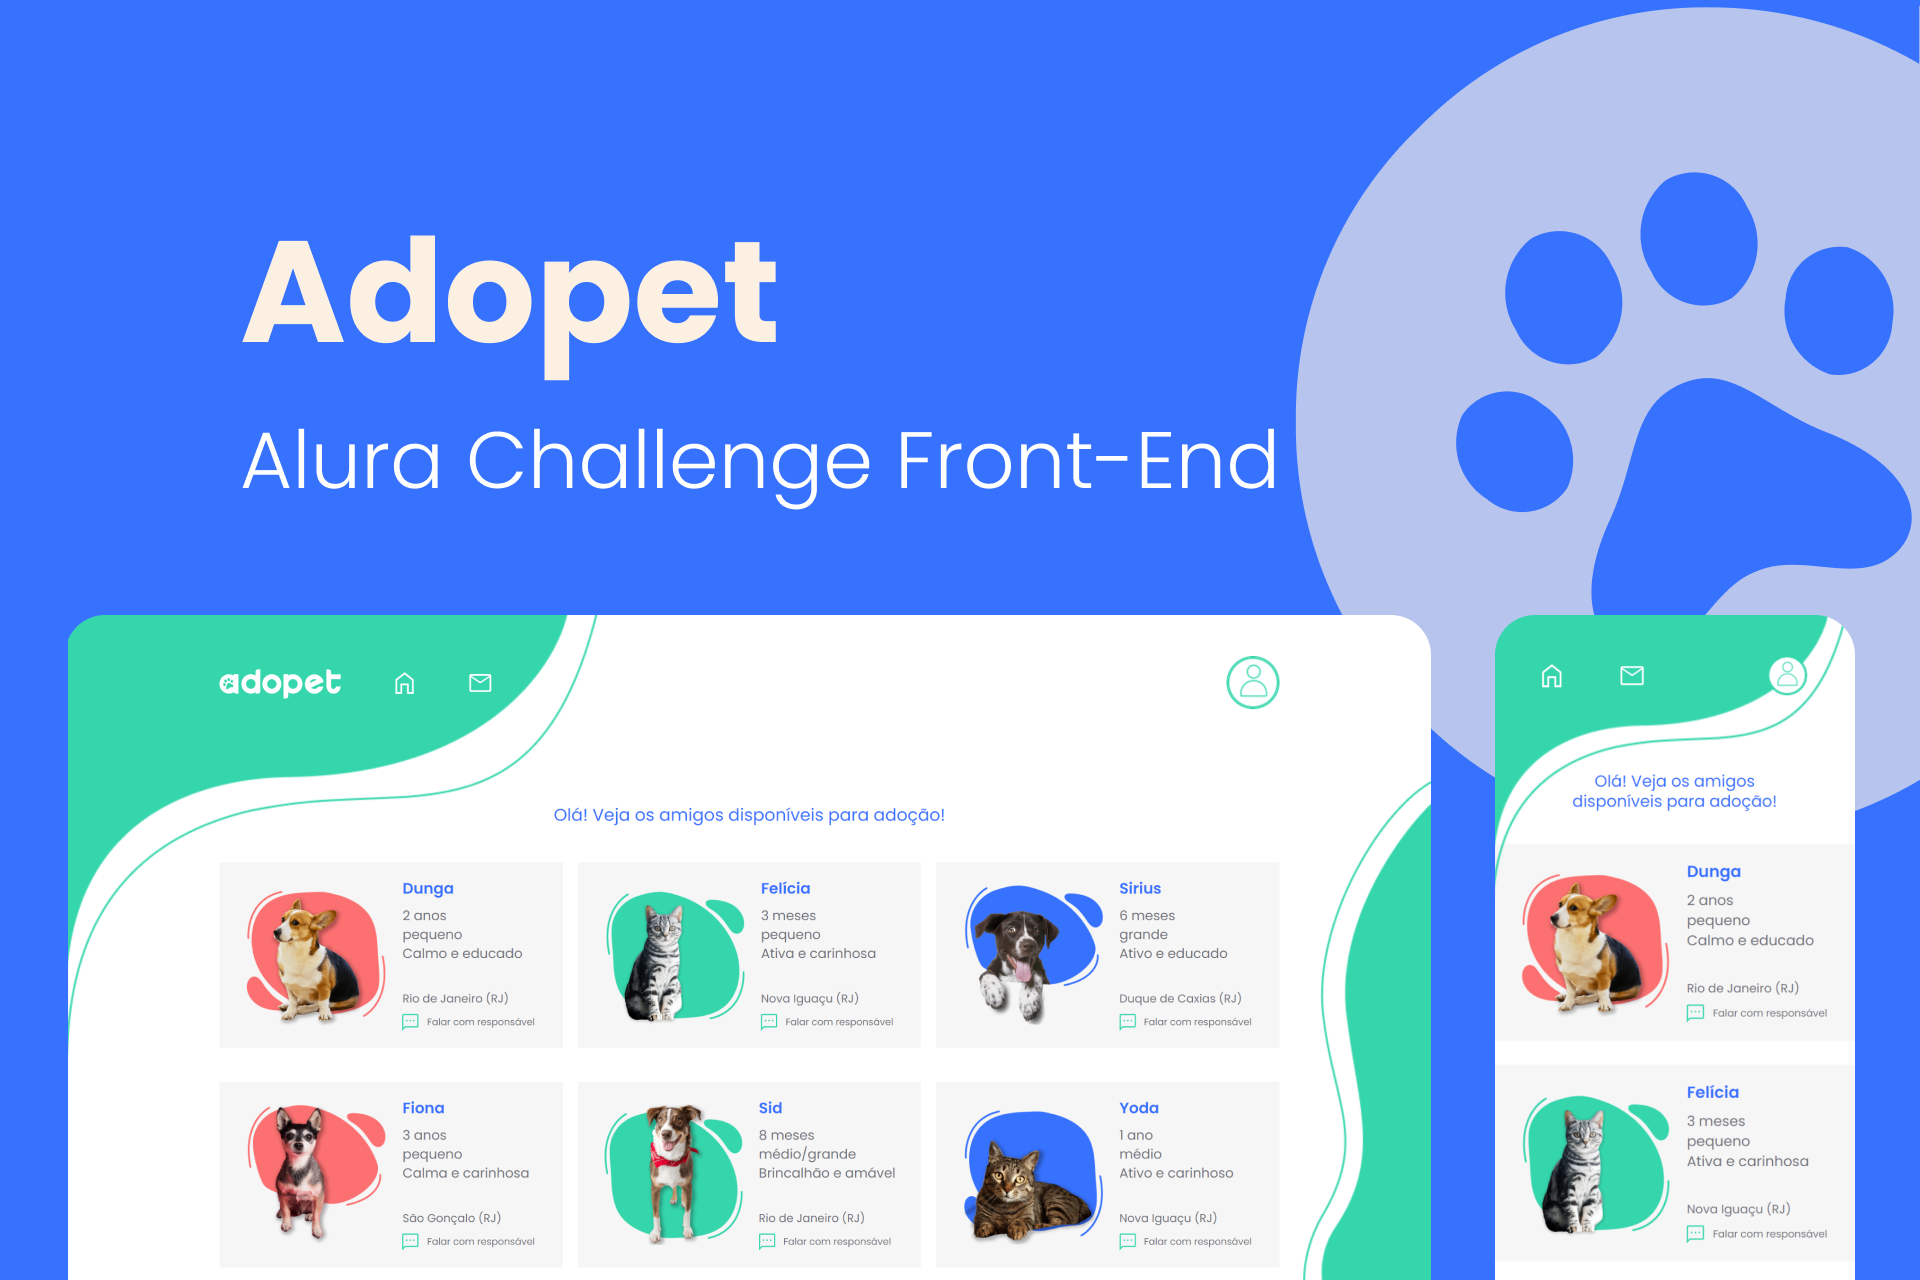 Adopet
Alura Challenge Front-End
adopet
Olá! Veja os amigos disponíveis para adoção!
Dunga
2 anos
pequeno
Calmo e educado
Rio de Janeiro (RJ)
Falar com responsável
Felícia
3 meses
pequeno
Ativa e carinhosa
Nova Iguaçu (RJ)
Falar com responsável
Sirius
6 meses
grande
Ativo e educado
Duque de Caxias (RJ)
Falar com responsável
Fiona
3 anos
pequeno
Calma e carinhosa
São Gonçalo (RJ)
Falar com responsável
Sid
8 meses
médio/grande
Brincalhão e amável
Rio de Janeiro (RJ)
Falar com responsável
Yoda
1 ano
médio
Ativo e carinhoso
Nova Iguaçu (RJ)
Falar com responsável
Olá! Veja os amigos
disponíveis para adoção!
Dunga
2 anos
pequeno
Calmo e educado
Rio de Janeiro (RJ)
Falar com responsável
Felícia
3 meses
pequeno
Ativa e carinhosa
Nova Iguaçu (RJ)
Falar com responsável